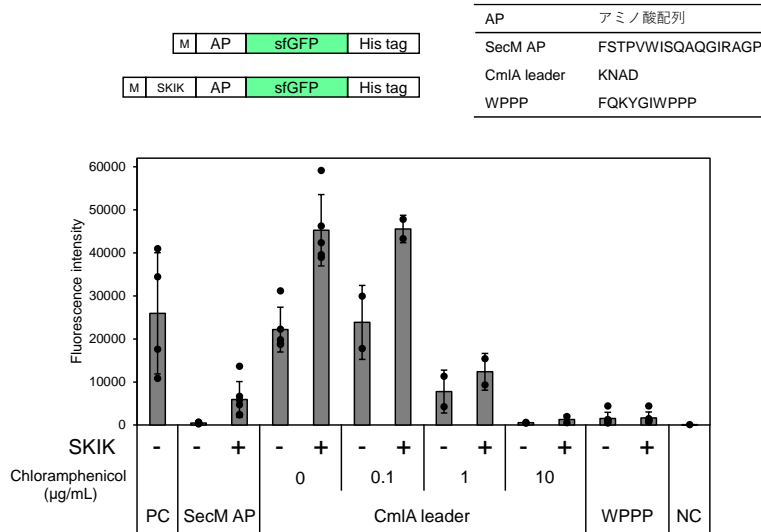 M AP sfGFP His tag
M SKIK AP sfGFP His tag
AP アミノ酸配列
SecM AP FSTPVWISQAQGIRAGP
CmlA leader KNAD
WPPP FQKYGIWPPP
Fluorescence intensity
60000
50000
40000
30000
20000
10000
0
SKIK - - + - + - + - + - + - +
Chloramphenicol
(μg/mL)
0 0.1 1 10
PC SecM AP CmlA leader WPPP NC